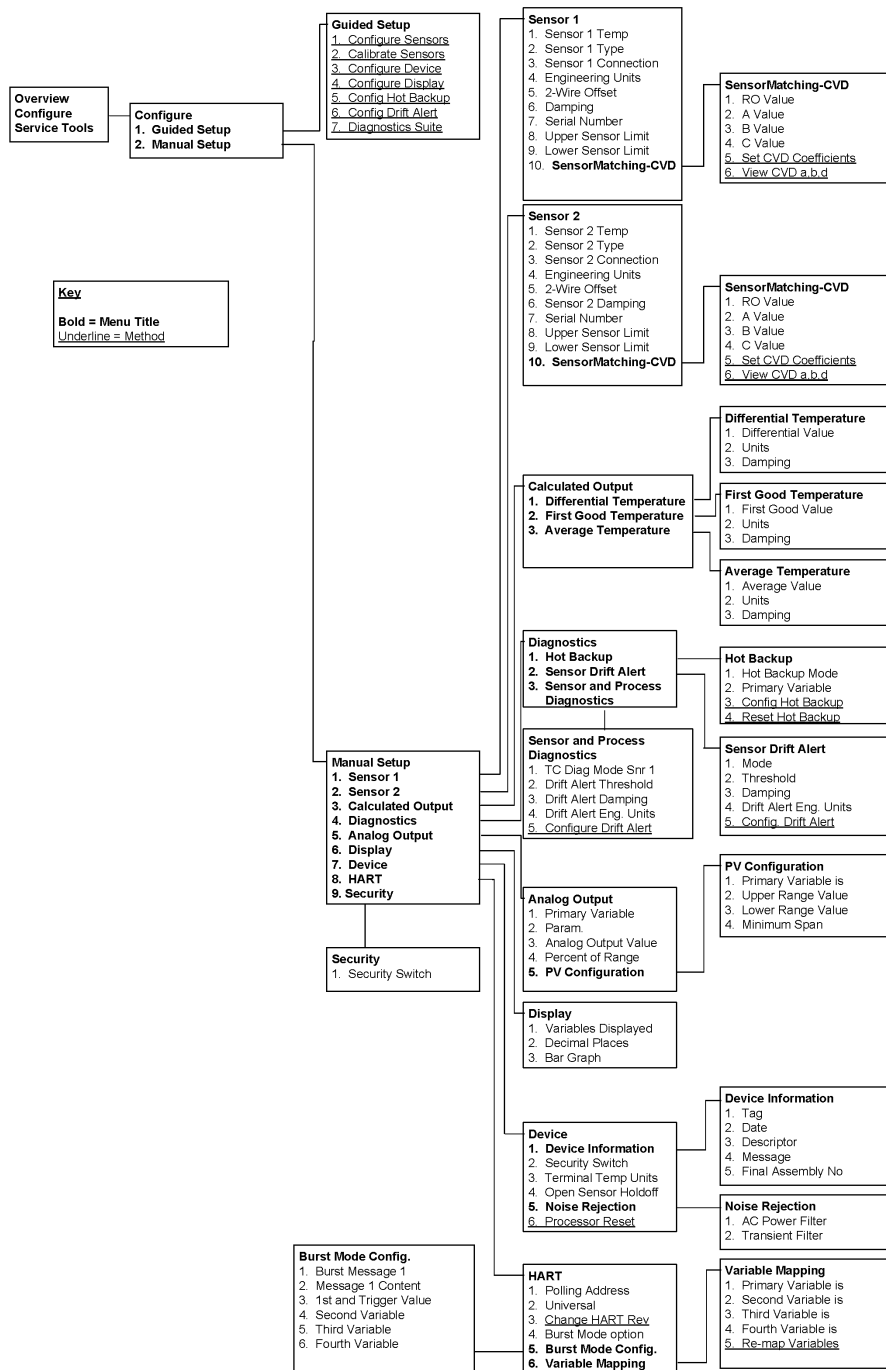 Overview
Configure
Service Tools
Configure
1. Guided Setup
2. Manual Setup
Guided Setup
1. Configure Sensors
2. Calibrate Sensors
3. Configure Device
4. Configure Display
5. Config Hot Backup
6. Config Drift Alert
7. Diagnostics Suite
Key
Bold = Menu Title
Underline = Method
Sensor 1
1. Sensor 1 Temp
2. Sensor 1 Type
3. Sensor 1 Connection
4. Engineering Units
5. 2-Wire Offset
6. Damping
7. Serial Number
8. Upper Sensor Limit
9. Lower Sensor Limit
10. SensorMatching-CVD
SensorMatching-CVD
1. RO Value
2. A Value
3. B Value
4. C Value
5. Set CVD Coefficients
6. View CVD a.b.d
Sensor 2
1. Sensor 2 Temp
2. Sensor 2 Type
3. Sensor 2 Connection
4. Engineering Units
5. 2-Wire Offset
6. Sensor 2 Damping
7. Serial Number
8. Upper Sensor Limit
9. Lower Sensor Limit
10. SensorMatching-CVD
SensorMatching-CVD
1. RO Value
2. A Value
3. B Value
4. C Value
5. Set CVD Coefficients
6. View CVD a.b.d
Calculated Output
1. Differential Temperature
2. First Good Temperature
3. Average Temperature
Differential Temperature
1. Differential Value
2. Units
3. Damping
First Good Temperature
1. First Good Value
2. Units
3. Damping
Average Temperature
1. Average Value
2. Units
3. Damping
Diagnostics
1. Hot Backup
2. Sensor Drift Alert
3. Sensor and Process
Diagnostics
Hot Backup
1. Hot Backup Mode
2. Primary Variable
3. Config Hot Backup
4. Reset Hot Backup
Sensor and Process
Diagnostics
1. TC Diag Mode Snr 1
2. Drift Alert Threshold
3. Drift Alert Damping
4. Drift Alert Eng. Units
5. Configure Drift Alert
Sensor Drift Alert
1. Mode
2. Threshold
3. Damping
4. Drift Alert Eng. Units
5. Config. Drift Alert
Manual Setup
1. Sensor 1
2. Sensor 2
3. Calculated Output
4. Diagnostics
5. Analog Output
6. Display
7. Device
8. HART
9. Security
Security
1. Security Switch
Analog Output
1. Primary Variable
2. Param.
3. Analog Output Value
4. Percent of Range
5. PV Configuration
PV Configuration
1. Primary Variable is
2. Upper Range Value
3. Lower Range Value
4. Minimum Span
Display
1. Variables Displayed
2. Decimal Places
3. Bar Graph
Device
1. Device Information
2. Security Switch
3. Terminal Temp Units
4. Open Sensor Holdoff
5. Noise Rejection
6. Processor Reset
Device Information
1. Tag
2. Date
3. Descriptor
4. Message
5. Final Assembly No
Noise Rejection
1. AC Power Filter
2. Transient Filter
Burst Mode Config.
1. Burst Message 1
2. Message 1 Content
3. 1st and Trigger Value
4. Second Variable
5. Third Variable
6. Fourth Variable
HART
1. Polling Address
2. Universal
3. Change HART Rev
4. Burst Mode option
5. Burst Mode Config.
6. Variable Mapping
Variable Mapping
1. Primary Variable is
2. Second Variable is
3. Third Variable is
4. Fourth Variable is
5. Re-map Variables